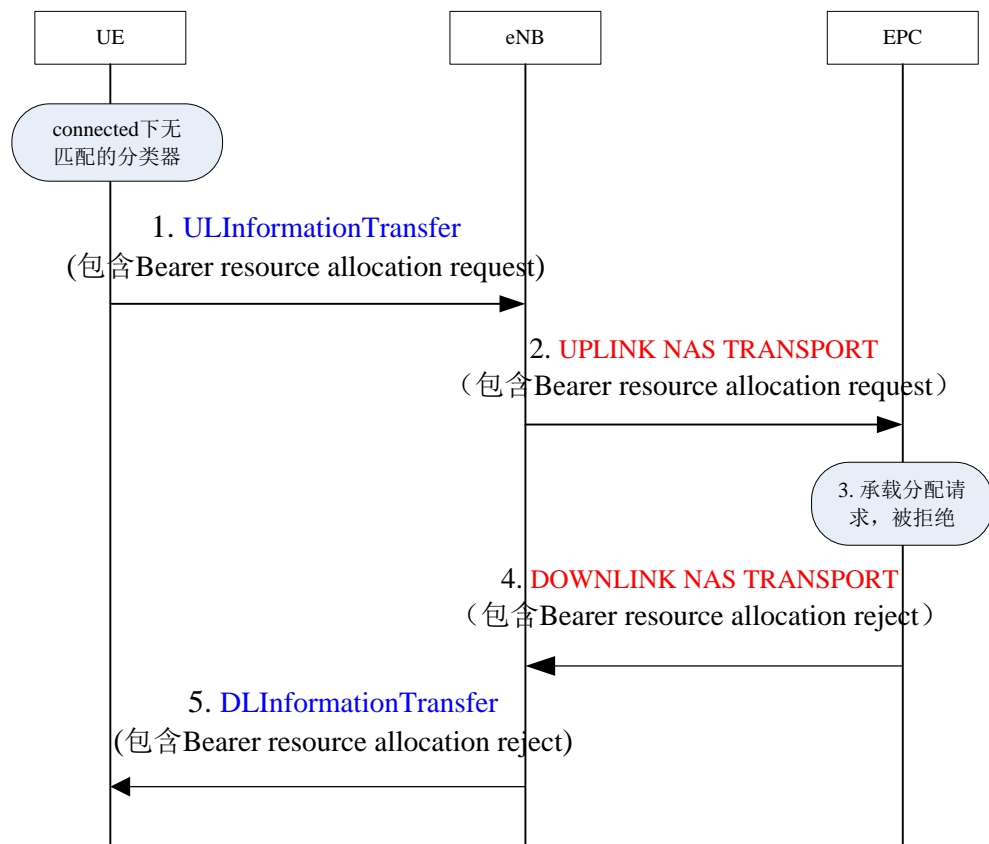 UE
eNB
EPC
connected下无
匹配的分类器
1. ULInformationTransfer
(包含Bearer resource allocation request)
2. UPLINK NAS TRANSPORT
（包含Bearer resource allocation request）
3. 承载分配请
求，被拒绝
4. DOWNLINK NAS TRANSPORT
（包含Bearer resource allocation reject）
5. DLInformationTransfer
(包含Bearer resource allocation reject)